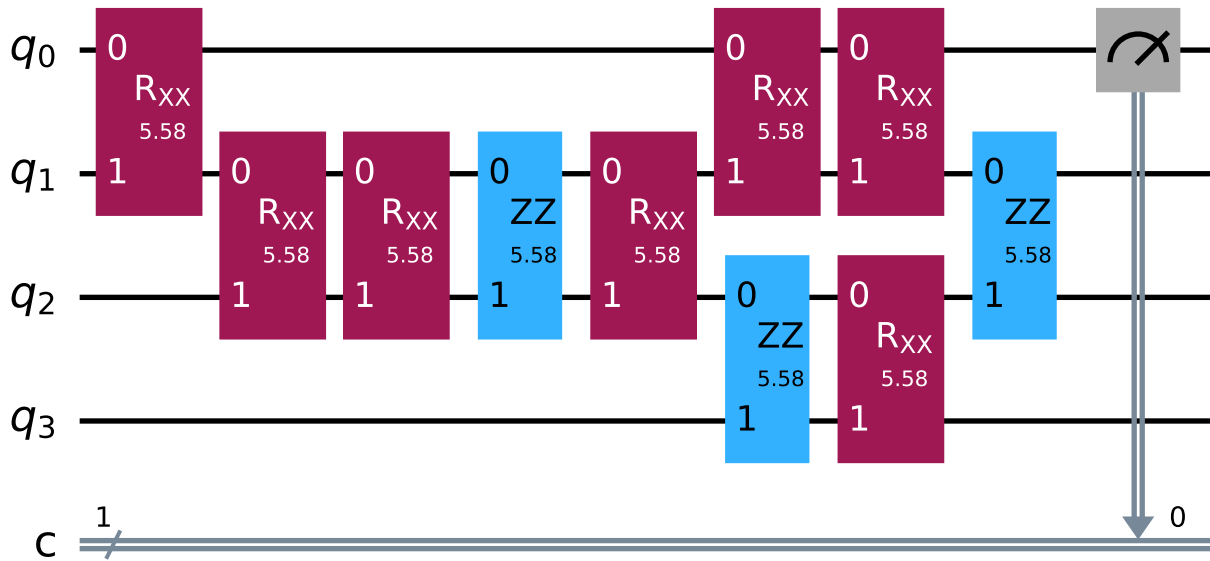 q0 0 0 0
RXX RXX RXX
5.58 5.58 5.58
q1 1 0 0 0 0 1 1 0
RXX RXX ZZ RXX ZZ
5.58 5.58 5.58 5.58 5.58
q2 1 1 1 1 0 0 1
ZZ RXX
5.58 5.58
q3 1 1
1 0
c